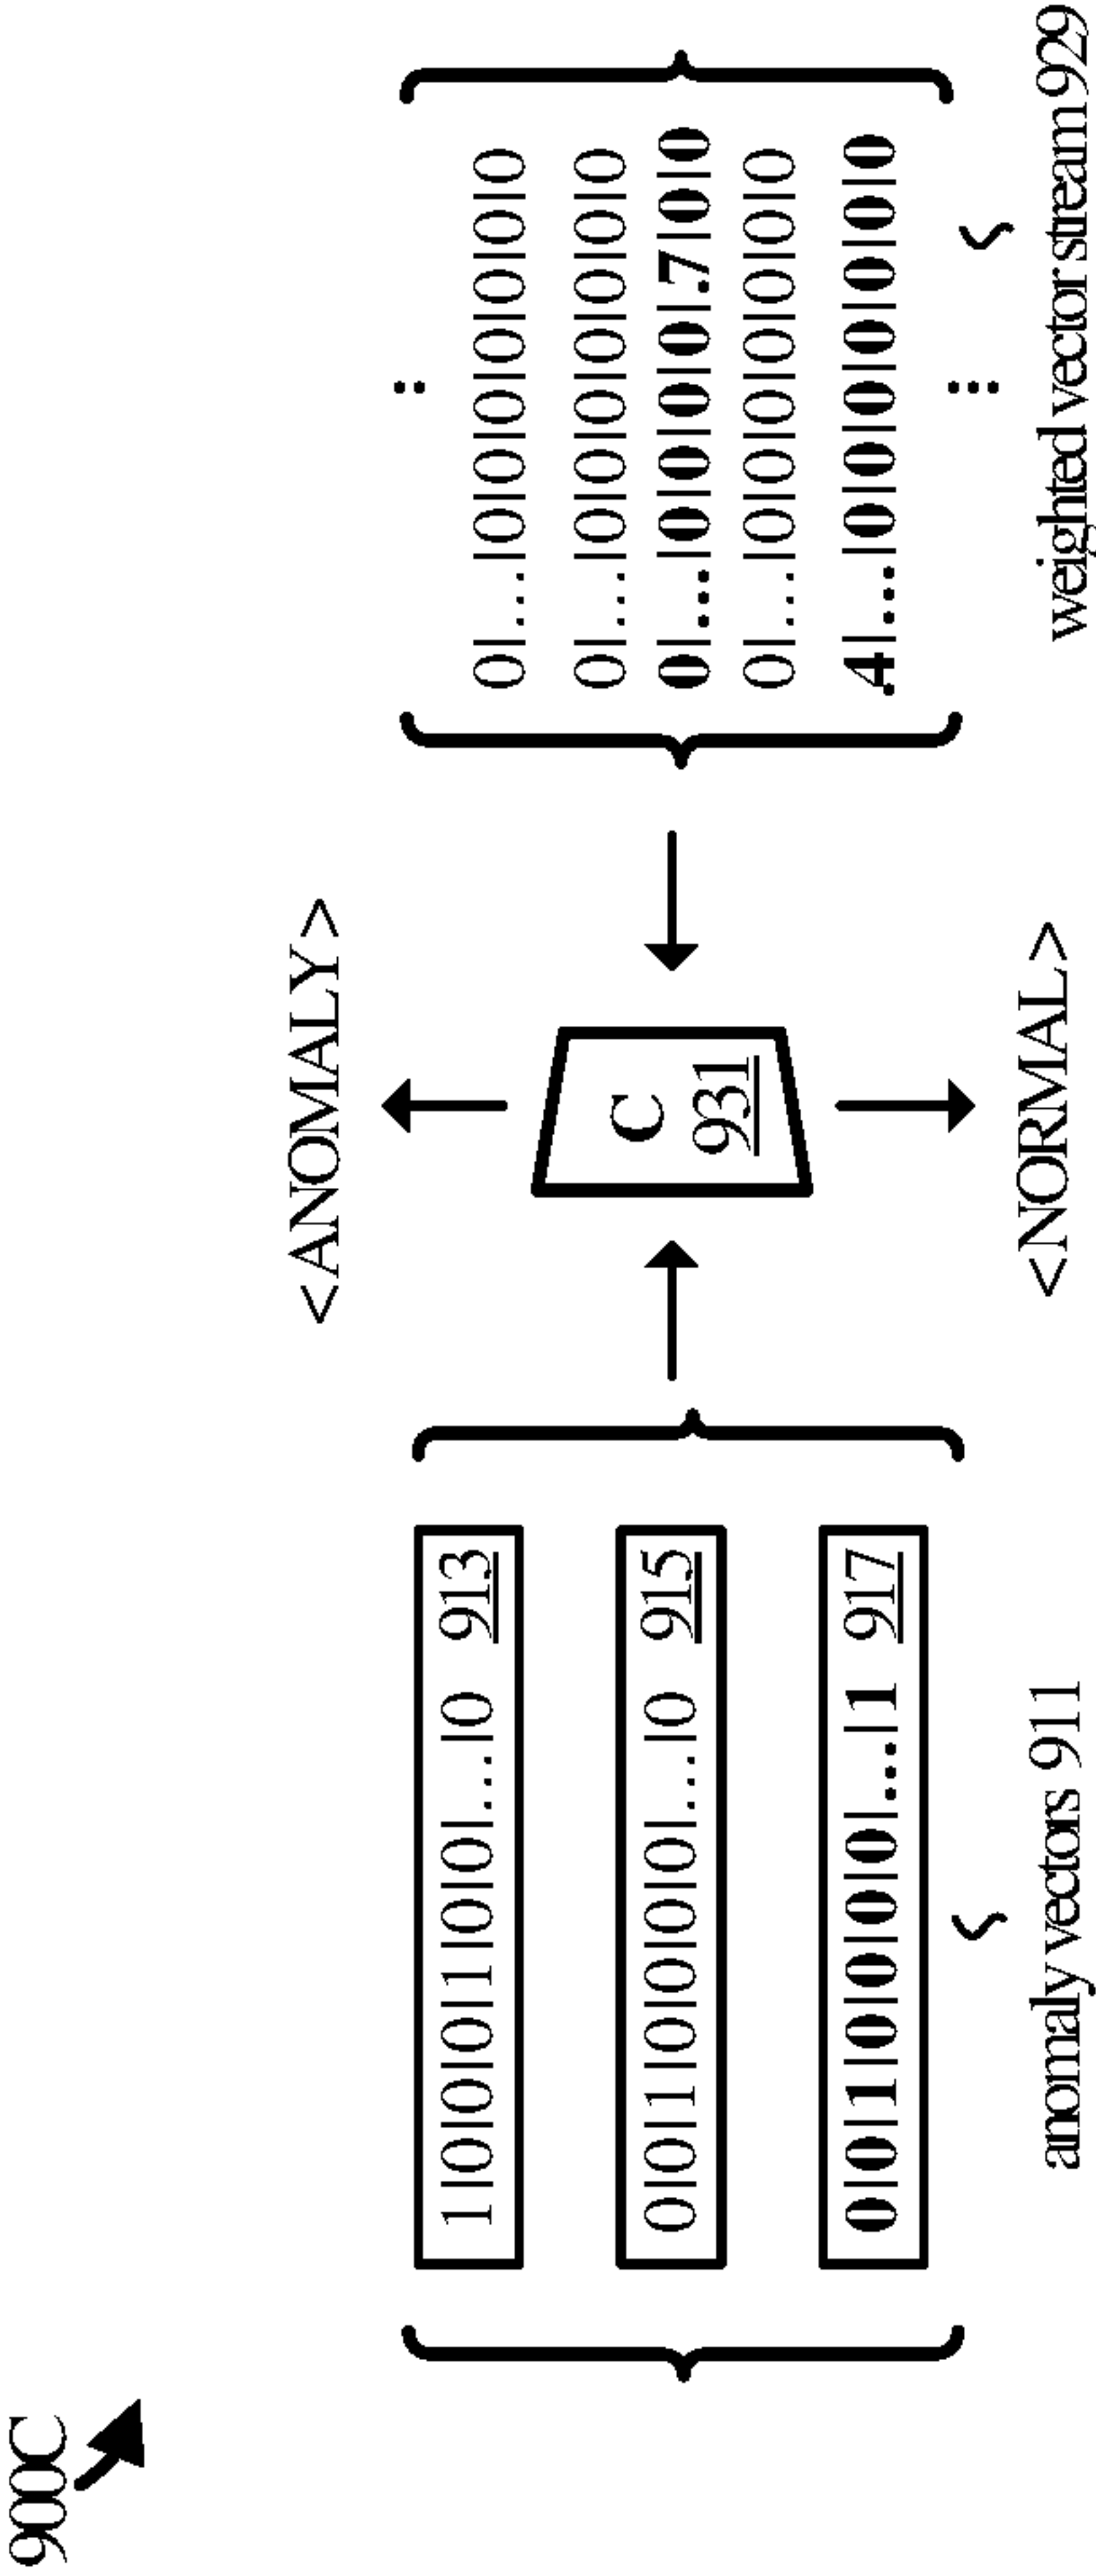 900C
<ANOMALY>
1|0|0|0|1|0|0|...|0 913
0|0|1|0|0|0|0|...|0 915
0|0|1|0|0|0|0|...|1 917
anomaly vectors 911
C
931
<NORMAL>
:
0|...|0|0|0|0|0|0|0
0|...|0|0|0|0|0|0|0
0|...|0|0|0|0|.7|0|0
0|...|0|0|0|0|0|0|0
.4|...|0|0|0|0|0|0|0
⋮
weighted vector stream 929